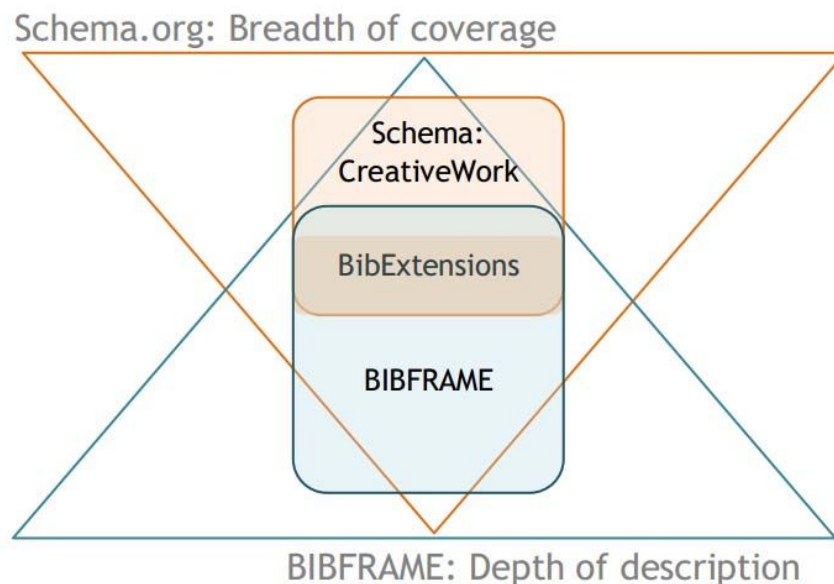 Schema.org: Breadth of coverage
Schema:
CreativeWork
BibExtensions
BIBFRAME
BIBFRAME: Depth of description